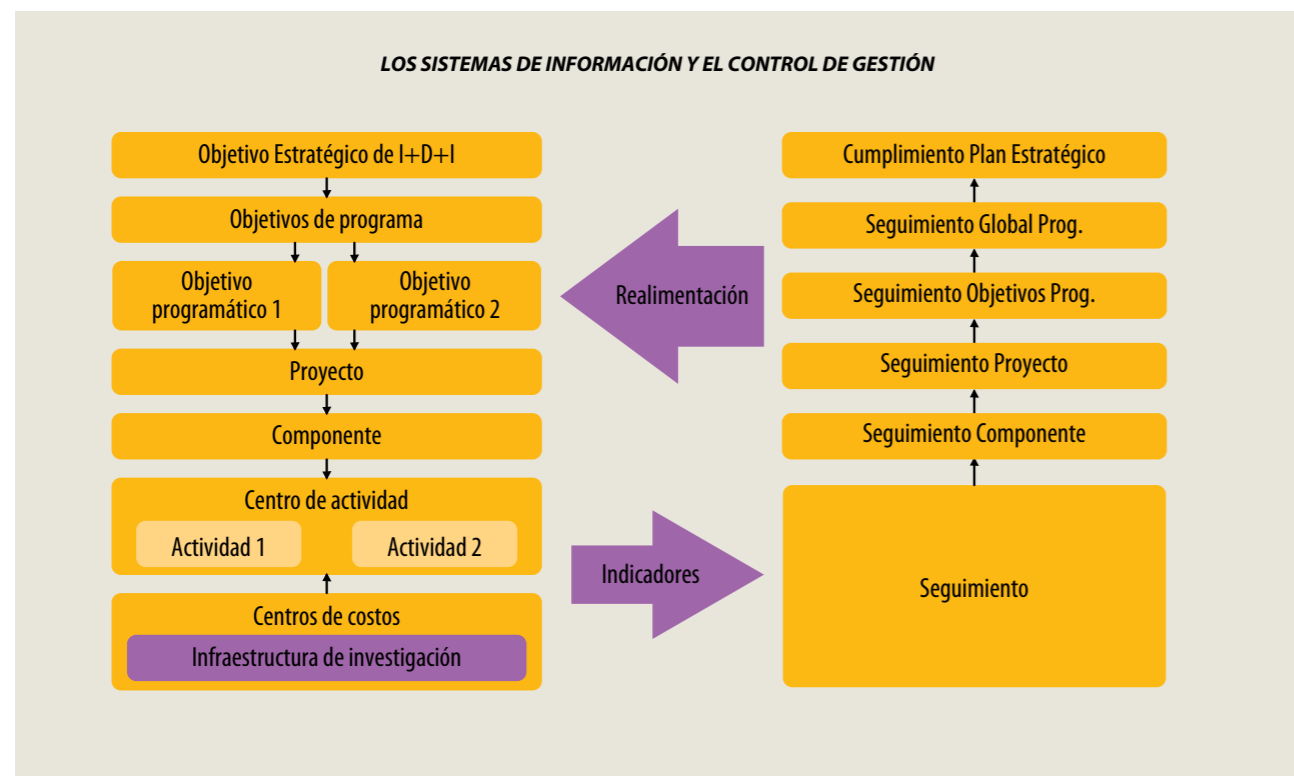 LOS SISTEMAS DE INFORMACIÓN Y EL CONTROL DE GESTIÓN
Objetivo Estratégico de I+D+I
Objetivos de programa
Objetivo
programático 1
Objetivo
programático 2
Proyecto
Componente
Centro de actividad
Actividad 1
Actividad 2
Centros de costos
Infraestructura de investigación
Realimentación
Indicadores
Cumplimiento Plan Estratégico
Seguimiento Global Prog.
Seguimiento Objetivos Prog.
Seguimiento Proyecto
Seguimiento Componente
Seguimiento